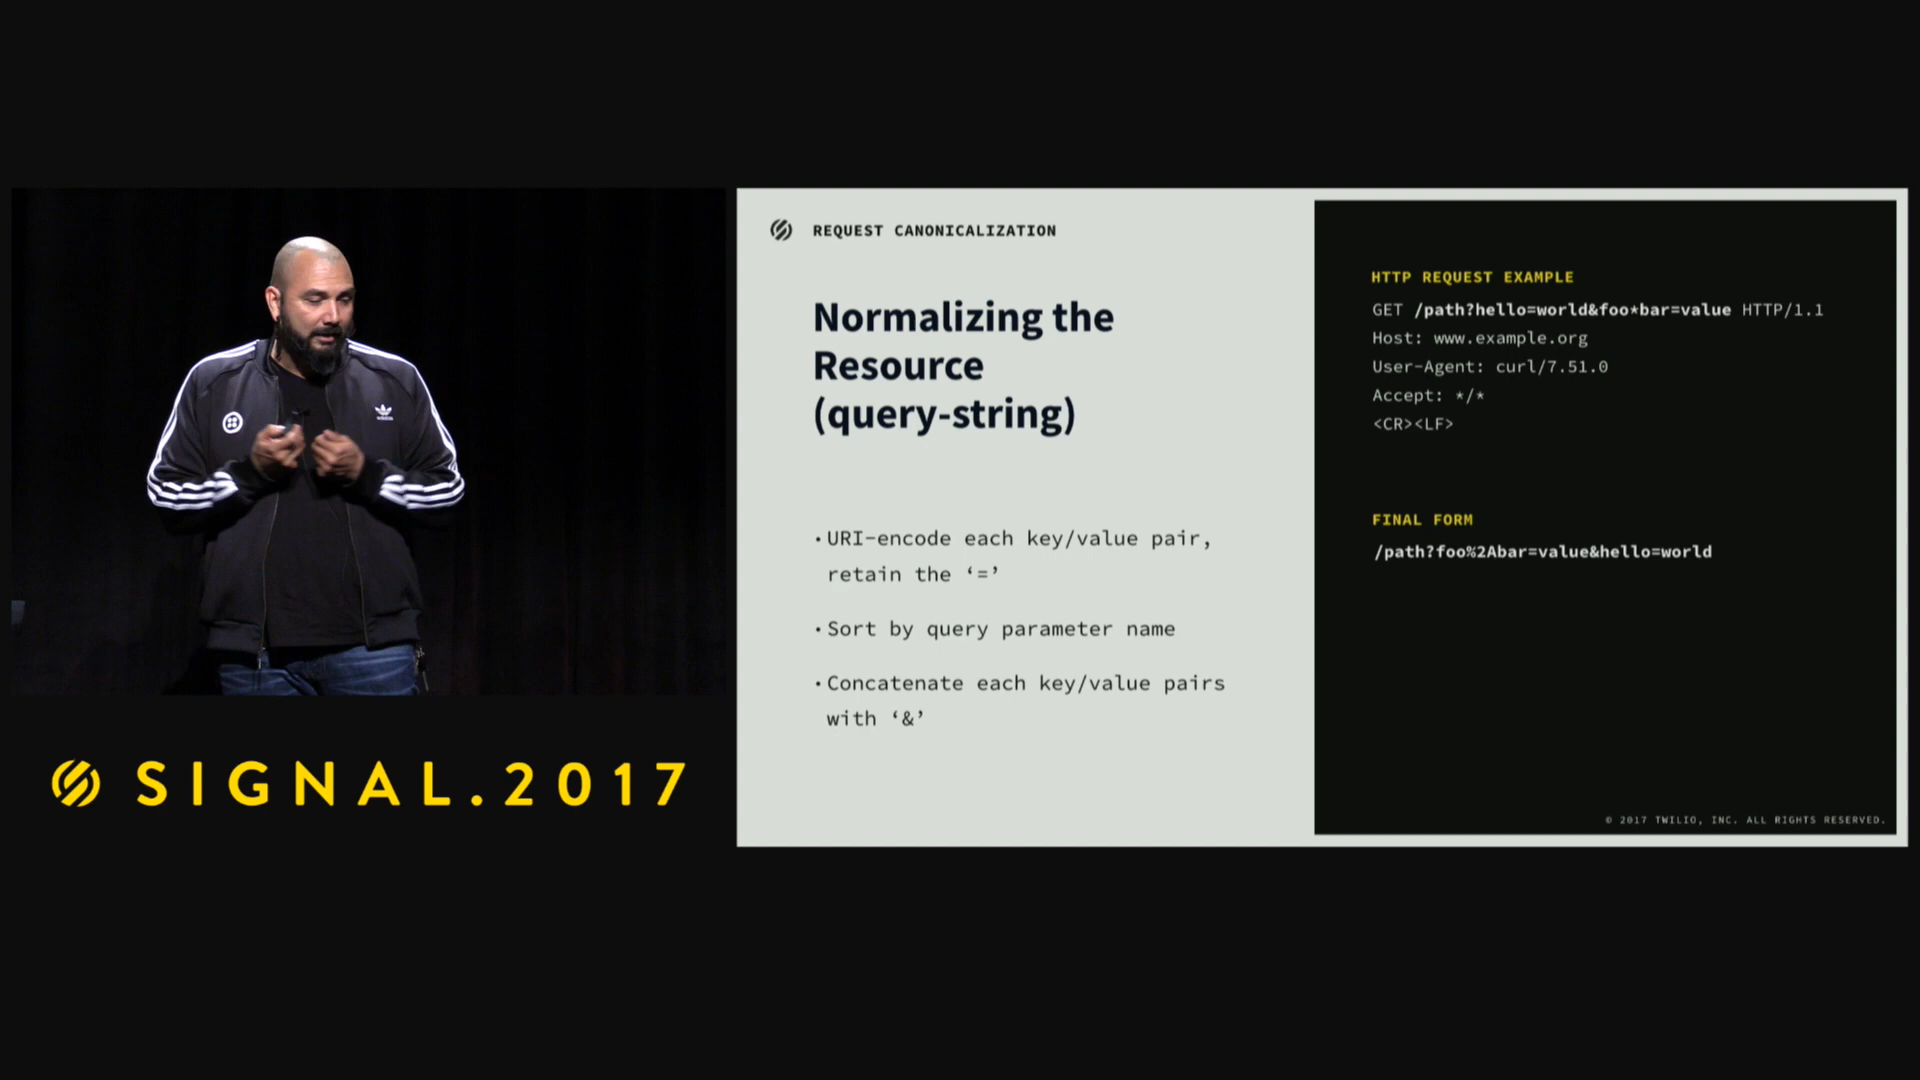 REQUEST CANONICALIZATION
Normalizing the
Resource
(query-string)
•URI-encode each key/value pair,
retain the ‘=’
•Sort by query parameter name
•Concatenate each key/value pairs
with ‘&’
HTTP REQUEST EXAMPLE
GET /path?hello=world&foo*bar=value HTTP/1.1
Host: www.example.org
User-Agent: curl/7.51.0
Accept: */*
<CR><LF>
FINAL FORM
/path?foo%2Abar=value&hello=world
© 2017 TWILIO, INC. ALL RIGHTS RESERVED.
SIGNAL.2017